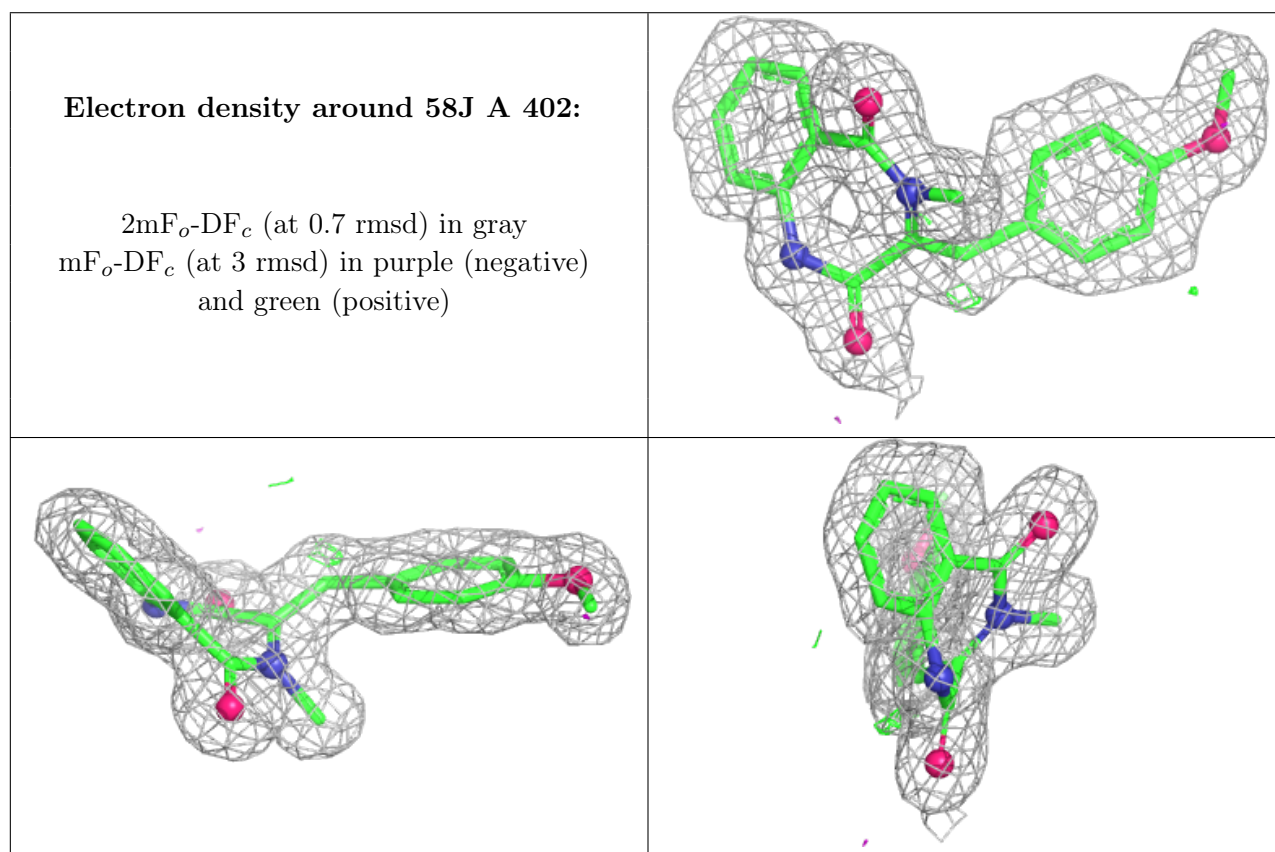 Electron density around 58J A 402:
2mFo-DFc (at 0.7 rmsd) in gray
mFo-DFc (at 3 rmsd) in purple (negative)
and green (positive)